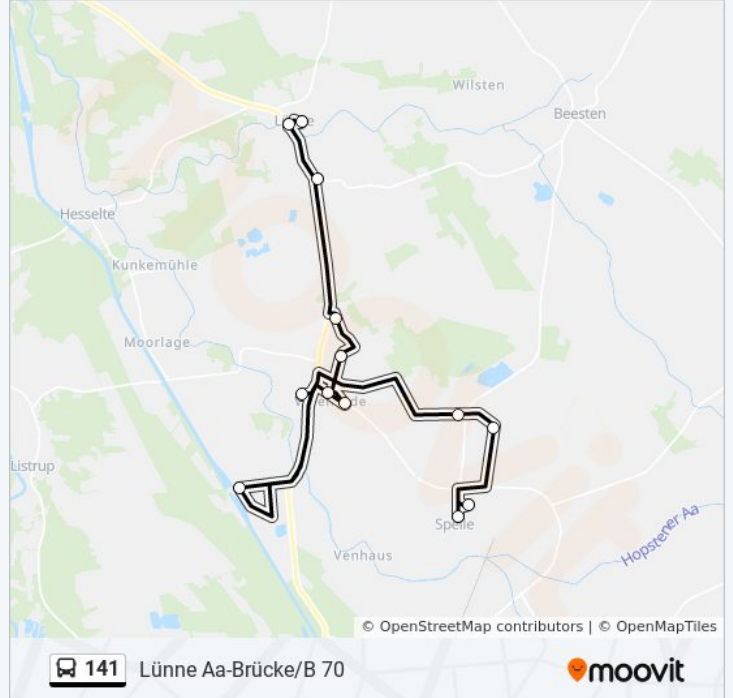 Wilsten
Beesten
Hesselte
Kunkemühle
Moorlage
Listrup
Spelle
Hopstener Aa
Venhaus
© OpenStreetMap contributors | © OpenMapTiles
141 Lünne Aa-Brücke/B 70
moovit